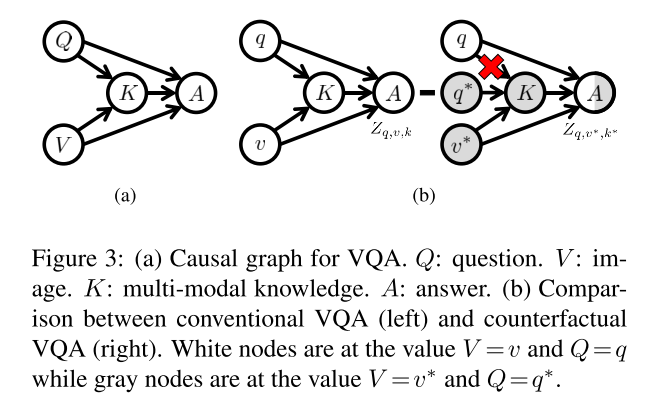 Q
K
A
V
(a)
q
K
A
v
Z_{q,v,k}
q
q*
K
A
v*
Z_{q,v*,k*}
(b)
Figure 3: (a) Causal graph for VQA. Q: question. V: im-
age. K: multi-modal knowledge. A: answer. (b) Compar-
ison between conventional VQA (left) and counterfactual
VQA (right). White nodes are at the value V = v and Q = q
while gray nodes are at the value V = v* and Q = q*.